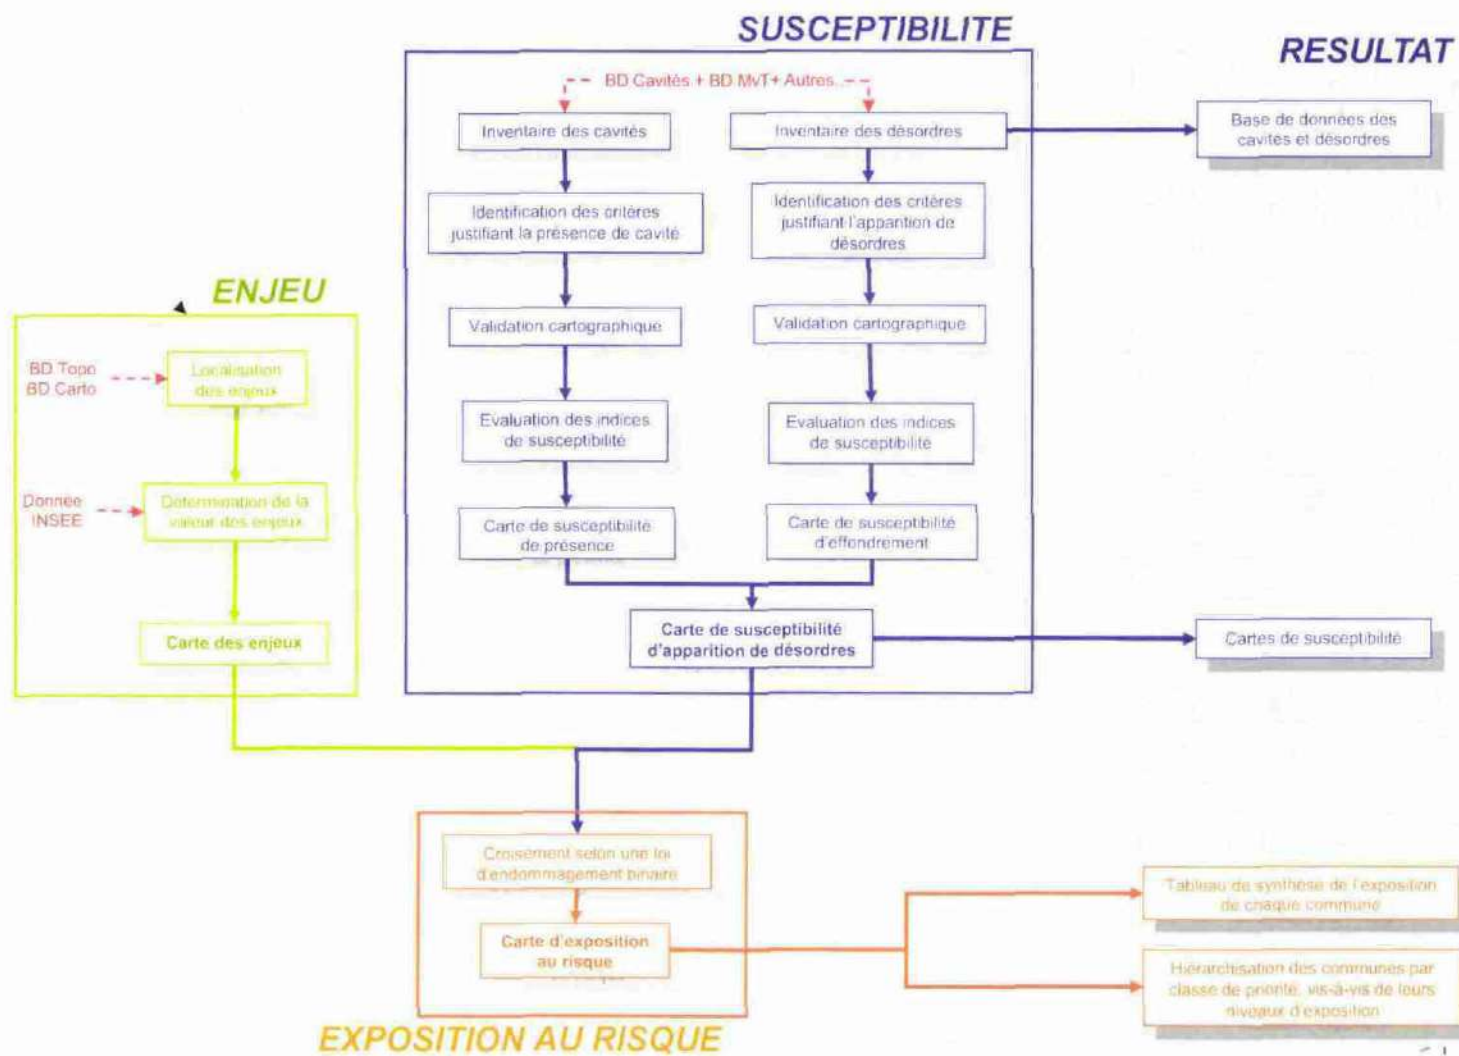 SUSCEPTIBILITE
RESULTAT
BD Cavités + BD MvT+ Autres...
Inventaire des cavités
Inventaire des désordres
Base de données des
cavités et désordres
Identification des critères
justifiant la présence de cavité
Identification des critères
justifiant l'apparition de
désordres
Validation cartographique
Validation cartographique
Evaluation des indices
de susceptibilité
Evaluation des indices
de susceptibilité
Carte de susceptibilité
de présence
Carte de susceptibilité
d'effondrement
Carte de susceptibilité
d'apparition de désordres
Cartes de susceptibilité
ENJEU
BD Topo
BD Carto
Localisation
des enjeux
Donnée
INSEE
Détermination de la
valeur des enjeux
Carte des enjeux
Croisement selon une loi
d'endommagement binaire
Carte d'exposition
au risque
Tableau de synthèse de l'exposition
de chaque commune
Hiérarchisation des communes par
classe de priorité, vis-à-vis de leurs
niveaux d'exposition
EXPOSITION AU RISQUE